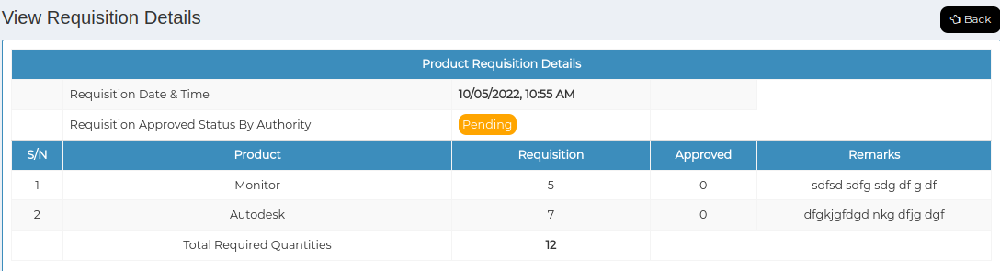 View Requisition Details
Back
Product Requisition Details
Requisition Date & Time 10/05/2022, 10:55 AM
Requisition Approved Status By Authority Pending
S/N Product Requisition Approved Remarks
1 Monitor 5 0 sdfsd sdfg sdg df g df
2 Autodesk 7 0 dfgkjgfdgd nkg dfjg dgf
Total Required Quantities 12